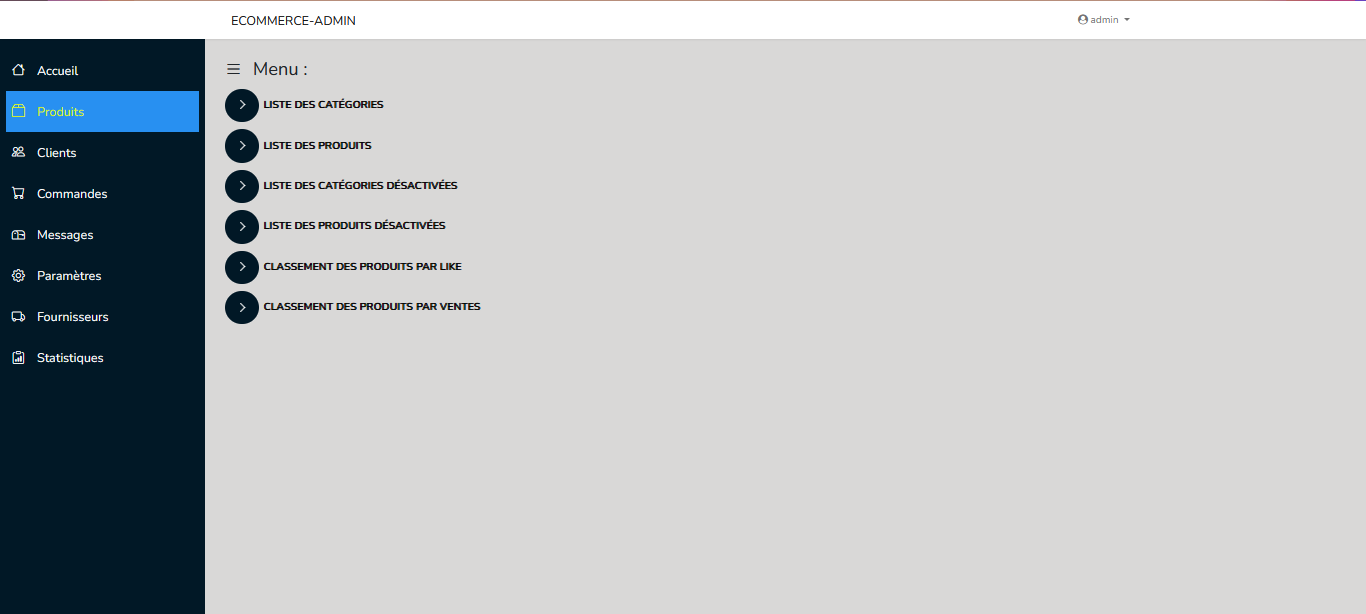 ECOMMERCE-ADMIN
admin
Accueil
Produits
Clients
Commandes
Messages
Paramètres
Fournisseurs
Statistiques
Menu :
LISTE DES CATÉGORIES
LISTE DES PRODUITS
LISTE DES CATÉGORIES DÉSACTIVÉES
LISTE DES PRODUITS DÉSACTIVÉES
CLASSEMENT DES PRODUITS PAR LIKE
CLASSEMENT DES PRODUITS PAR VENTES